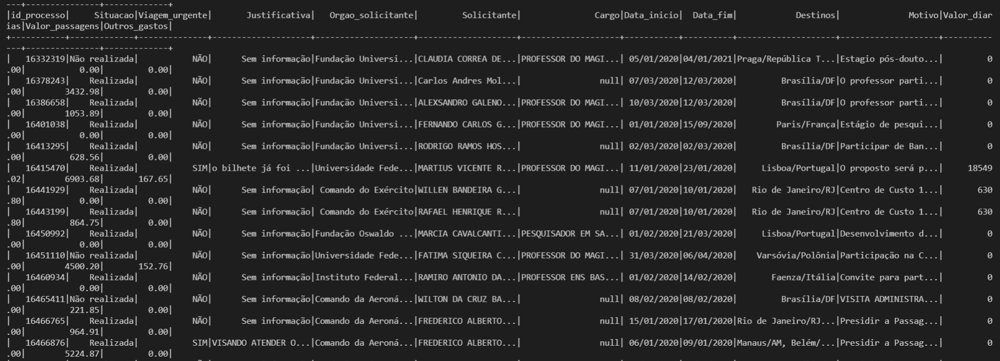 ---+---------------+-------------+
|id_processo|     Situacao|Viagem_urgente|       Justificativa|   Orgao_solicitante|         Solicitante|               Cargo|Data_inicio|  Data_fim|            Destinos|              Motivo|Valor_diar
ias|Valor_passagens|Outros_gastos|
+-----------+-------------+--------------+--------------------+--------------------+--------------------+--------------------+-----------+----------+--------------------+--------------------+----------
---+---------------+-------------+
|   16332319|Não realizada|           NÃO|      Sem informação|Fundação Universi...|CLAUDIA CORREA DE...|PROFESSOR DO MAGI...| 05/01/2020|04/01/2021|Praga/República T...|Estagio pós-douto...|         0
.00|           0.00|         0.00|
|   16378243|    Realizada|           NÃO|      Sem informação|Fundação Universi...|Carlos Andres Mol...|                null| 07/03/2020|12/03/2020|         Brasília/DF|O professor parti...|         0
.00|        3432.98|         0.00|
|   16386658|    Realizada|           NÃO|      Sem informação|Fundação Universi...|ALEXSANDRO GALENO...|PROFESSOR DO MAGI...| 10/03/2020|12/03/2020|         Brasília/DF|O professor parti...|         0
.00|        1053.89|         0.00|
|   16401038|    Realizada|           NÃO|      Sem informação|Fundação Universi...|FERNANDO CARLOS G...|PROFESSOR DO MAGI...| 01/01/2020|15/09/2020|        Paris/França|Estágio de pesqui...|         0
.00|           0.00|         0.00|
|   16413295|    Realizada|           NÃO|      Sem informação|Fundação Universi...|RODRIGO RAMOS HOS...|                null| 02/03/2020|02/03/2020|         Brasília/DF|Participar de Ban...|         0
.00|         628.56|         0.00|
|   16415470|    Realizada|           SIM|o bilhete já foi ...|Universidade Fede...|MARTIUS VICENTE R...|PROFESSOR DO MAGI...| 11/01/2020|23/01/2020|     Lisboa/Portugal|O proposto será p...|     18549
.02|        6903.68|       167.65|
|   16441929|    Realizada|           NÃO|      Sem informação| Comando do Exército|WILLEN BANDEIRA G...|                null| 07/01/2020|10/01/2020|   Rio de Janeiro/RJ|Centro de Custo 1...|       630
.80|           0.00|         0.00|
|   16443199|    Realizada|           NÃO|      Sem informação| Comando do Exército|RAFAEL HENRIQUE R...|                null| 07/01/2020|10/01/2020|   Rio de Janeiro/RJ|Centro de Custo 1...|       630
.80|         864.75|         0.00|
|   16450992|    Realizada|           NÃO|      Sem informação|Fundação Oswaldo ...|MARCIA CAVALCANTI...|PESQUISADOR EM SA...| 01/02/2020|21/03/2020|     Lisboa/Portugal|Desenvolvimento d...|         0
.00|           0.00|         0.00|
|   16451110|Não realizada|           NÃO|      Sem informação|Universidade Fede...|FATIMA SIQUEIRA C...|PROFESSOR DO MAGI...| 31/03/2020|06/04/2020|    Varsóvia/Polônia|Participação na C...|         0
.00|        4500.20|       152.76|
|   16460934|    Realizada|           NÃO|      Sem informação|Instituto Federal...|RAMIRO ANTONIO DA...|PROFESSOR ENS BAS...| 01/02/2020|14/02/2020|       Faenza/Itália|Convite para part...|         0
.00|           0.00|         0.00|
|   16465411|Não realizada|           NÃO|      Sem informação|Comando da Aeroná...|WILTON DA CRUZ BA...|                null| 08/02/2020|08/02/2020|         Brasília/DF|VISITA ADMINISTRA...|         0
.00|         221.85|         0.00|
|   16466765|    Realizada|           NÃO|      Sem informação|Comando da Aeroná...|FREDERICO ALBERTO...|                null| 15/01/2020|17/01/2020|Rio de Janeiro/RJ...|Presidir a Passag...|         0
.00|         964.91|         0.00|
|   16466876|    Realizada|           SIM|VISANDO ATENDER O...|Comando da Aeroná...|FREDERICO ALBERTO...|                null| 06/01/2020|09/01/2020|Manaus/AM, Belém/...|Presidir a Passag...|         0
.00|        5224.87|         0.00|